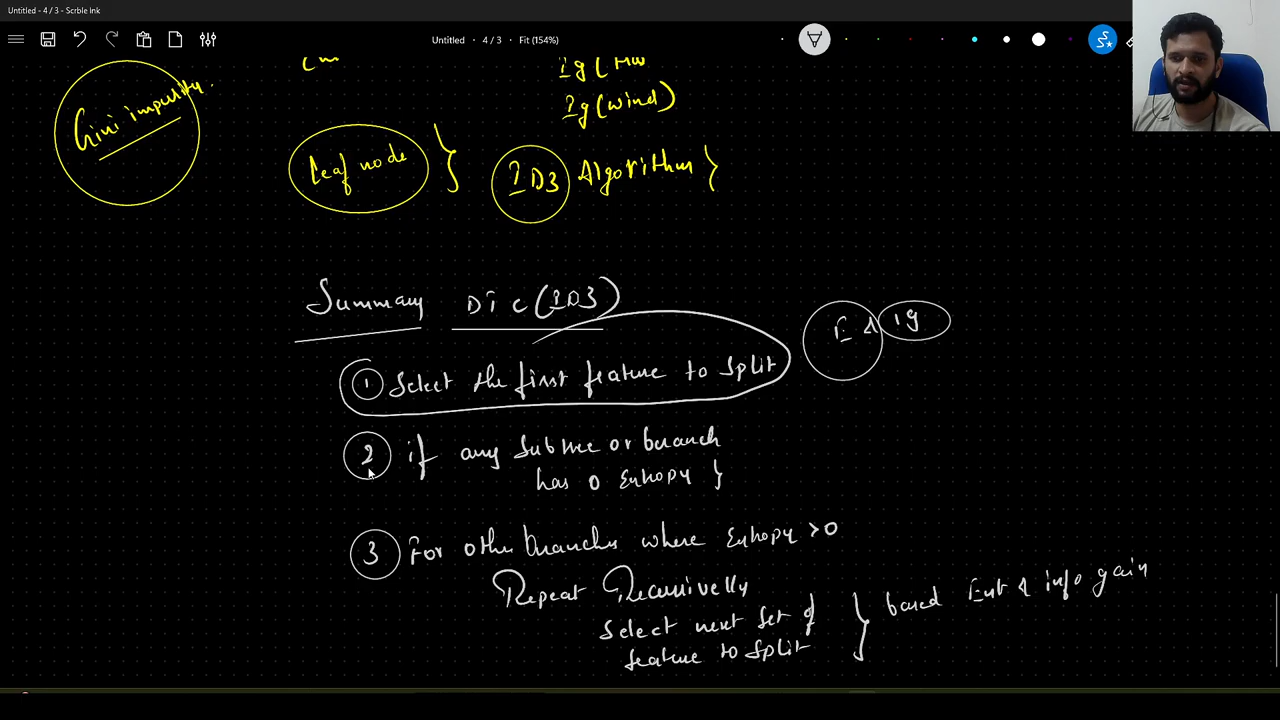 Untitled - 4 / 3 - Scrble Ink
Untitled • 4 / 3 • Fit (154%)
Gini impurity.
Ig (wind)
Leaf node
ID3 Algorithm
Summary DTC (ID3)
E & Ig
1 Select the first feature to split
2 if any subtree or branch
has 0 Entropy
3 For other branches where Entropy > 0
Repeat Recursively
Select next set of
feature to split
based Ent & info gain